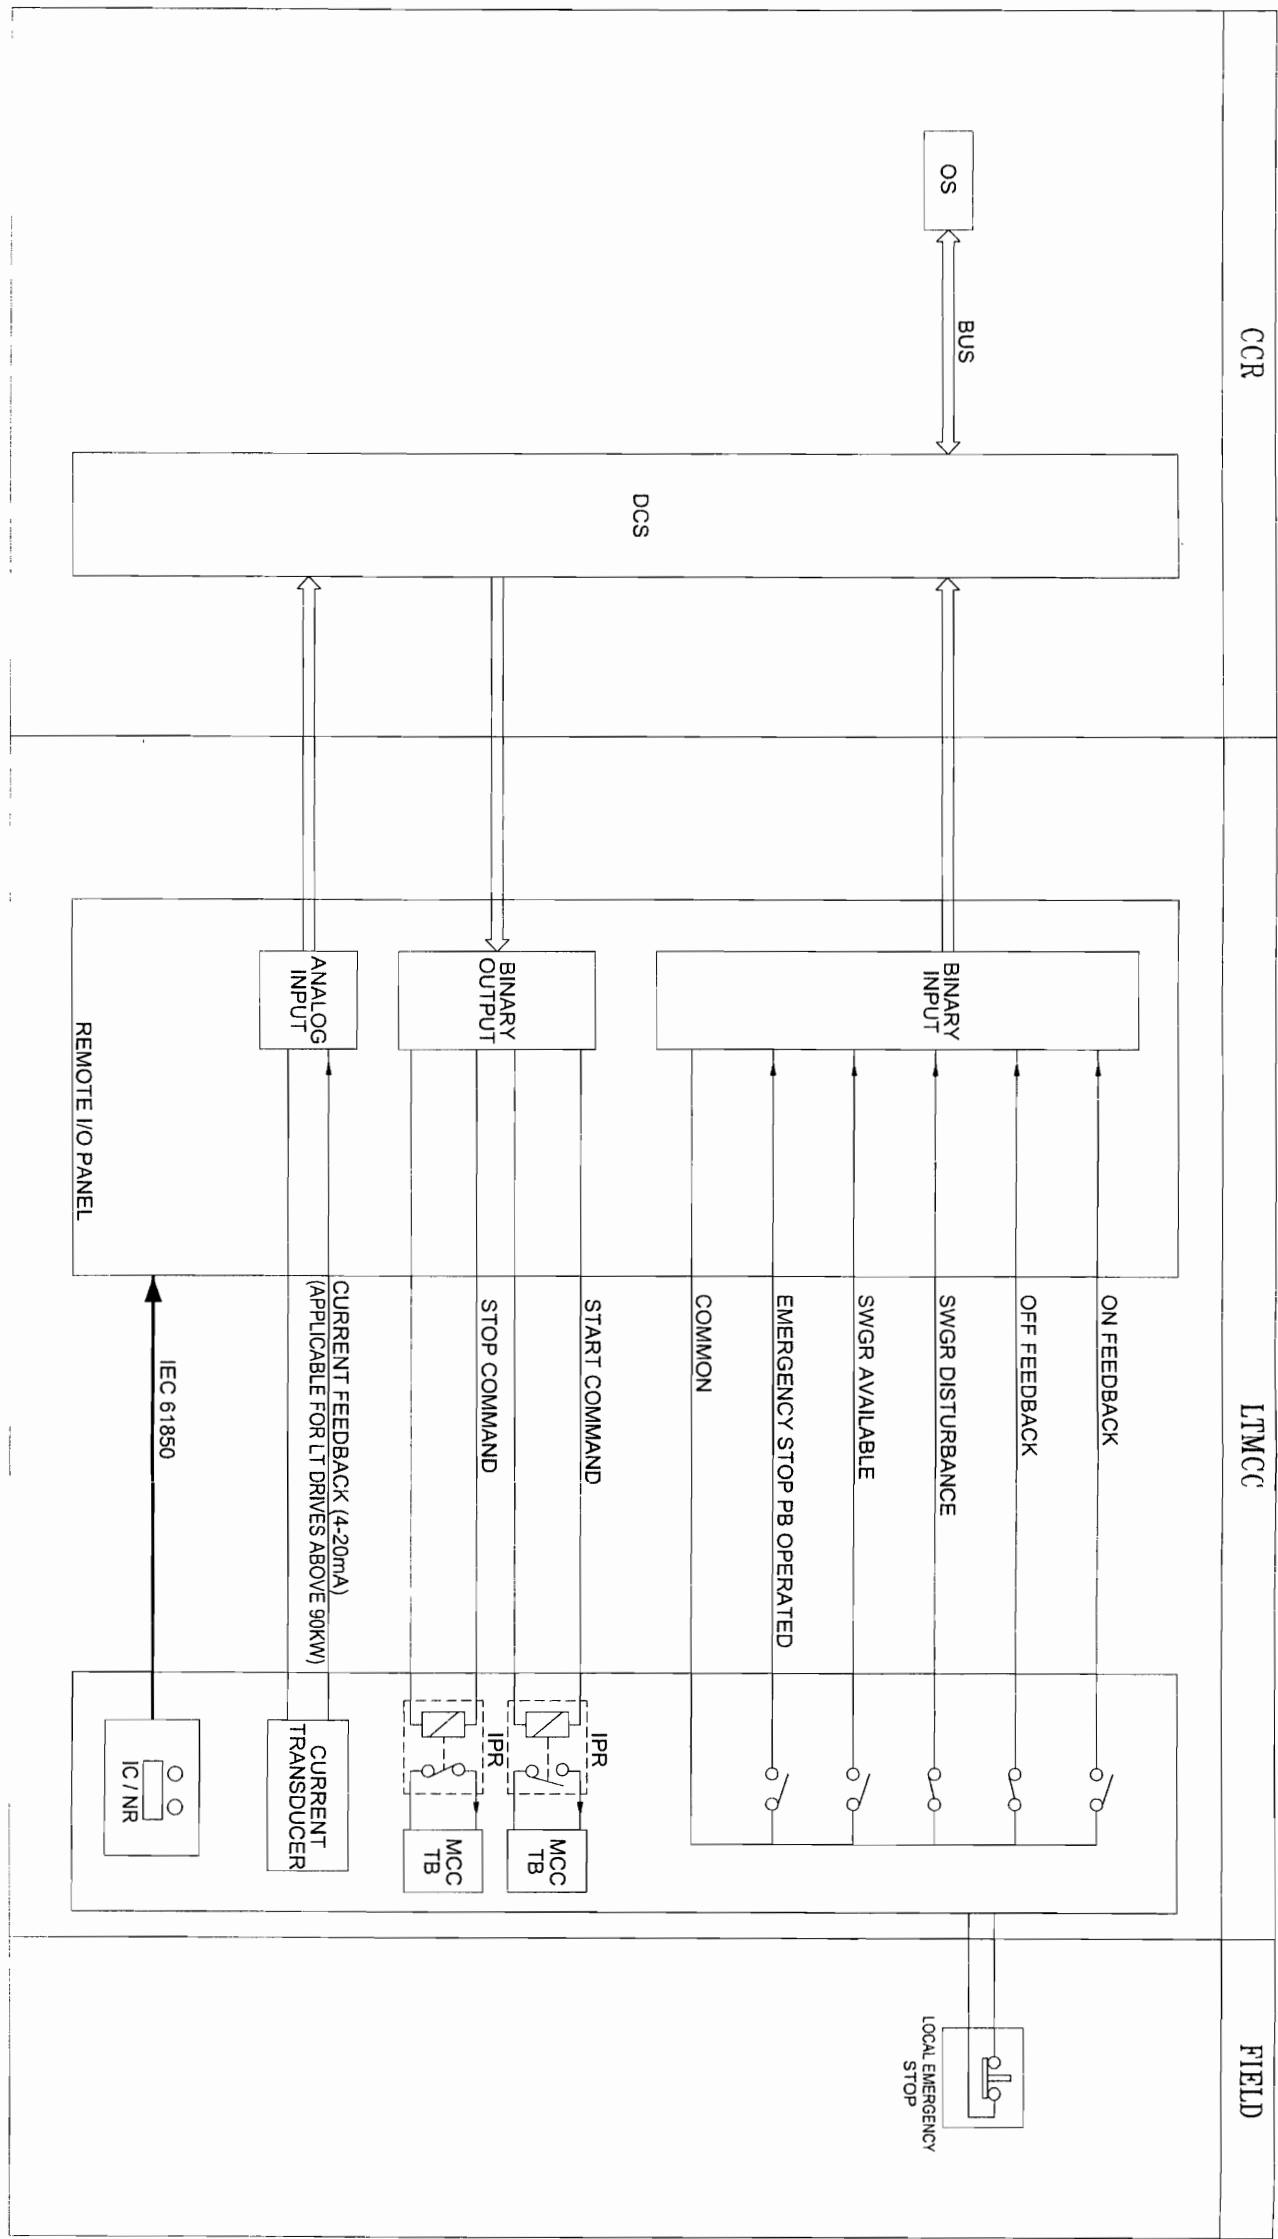 CCR
LTMCC
FIELD
OS
BUS
DCS
BINARY
INPUT
ON FEEDBACK
OFF FEEDBACK
SWGR DISTURBANCE
SWGR AVAILABLE
EMERGENCY STOP PB OPERATED
COMMON
LOCAL EMERGENCY
STOP
BINARY
OUTPUT
START COMMAND
IPR
MCC
TB
STOP COMMAND
IPR
MCC
TB
ANALOG
INPUT
CURRENT FEEDBACK (4-20mA)
(APPLICABLE FOR LT DRIVES ABOVE 90KW)
CURRENT
TRANSDUCER
IEC 61850
IC / NR
REMOTE I/O PANEL